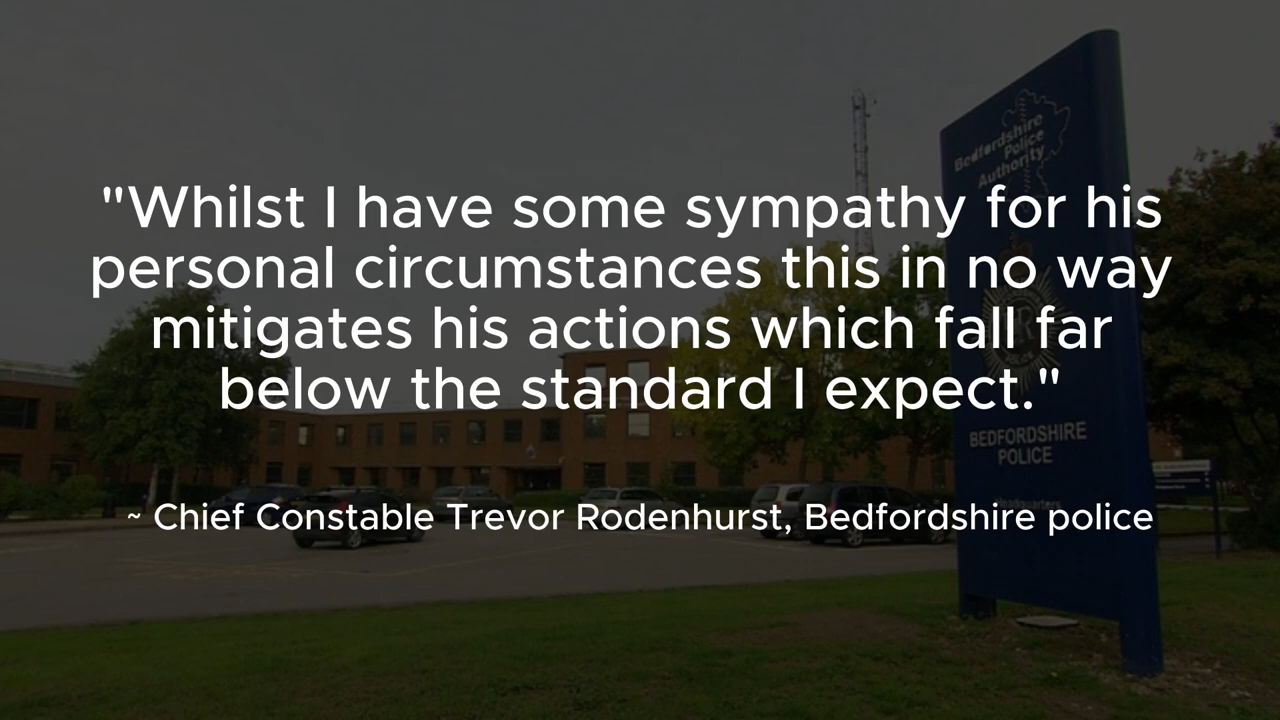 "Whilst I have some sympathy for his
personal circumstances this in no way
mitigates his actions which fall far
below the standard I expect."
~ Chief Constable Trevor Rodenhurst, Bedfordshire police
Bedfordshire
Police
Authority
BEDFORDSHIRE
POLICE
Headquarters